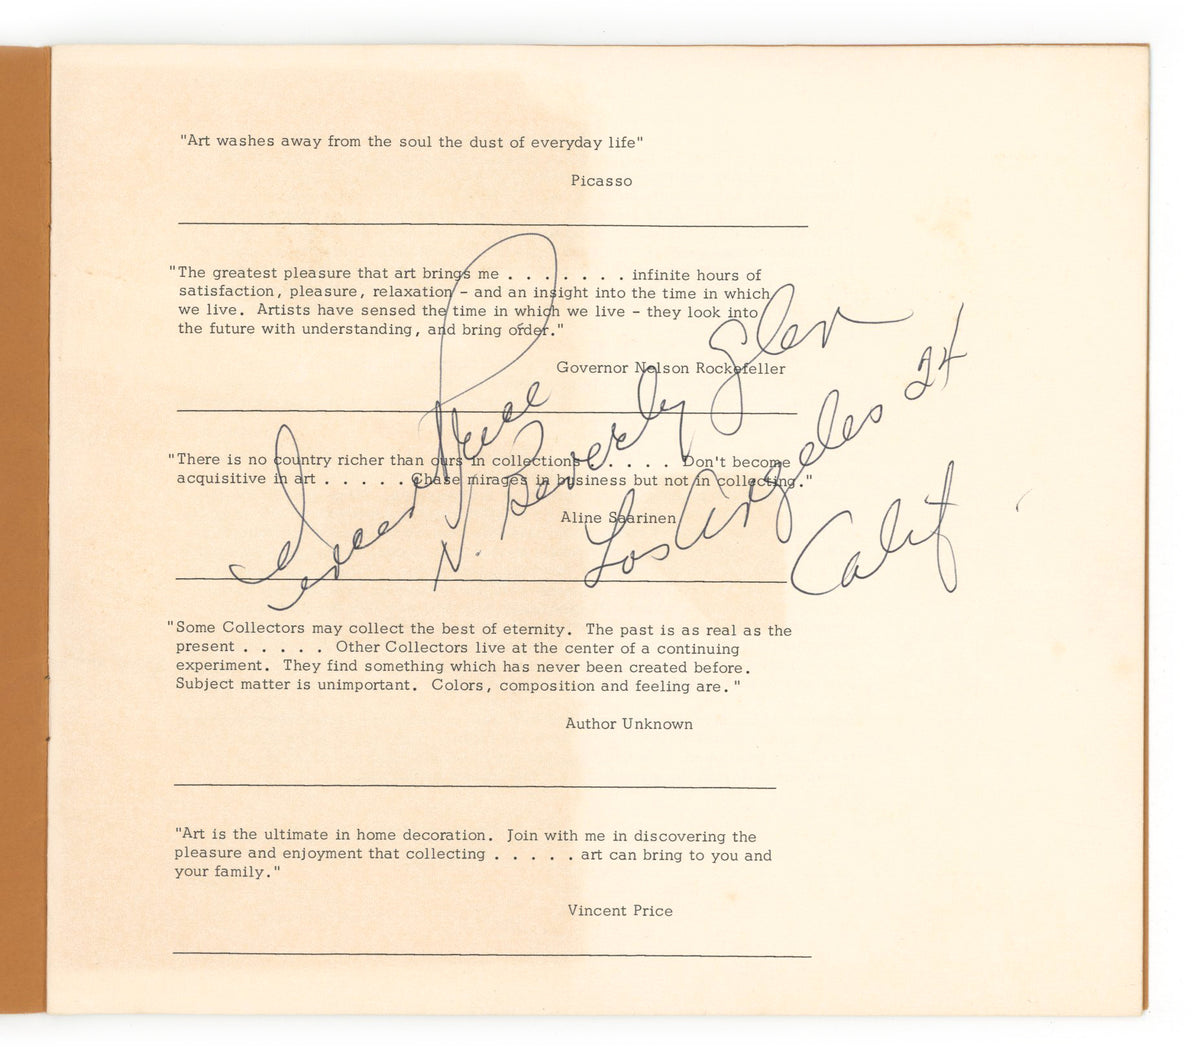 "Art washes away from the soul the dust of everyday life"
Picasso
"The greatest pleasure that art brings me . . . . . . . infinite hours of
satisfaction, pleasure, relaxation - and an insight into the time in which
we live. Artists have sensed the time in which we live - they look into
the future with understanding, and bring order."
Governor Nelson Rockefeller
"There is no country richer than ours in collections . . . . . Don't become
acquisitive in art . . . . . Chase mirages in business but not in collecting."
Aline Saarinen
Vincent Price
N. Beverly Glen
Los Angeles 24
Calif
"Some Collectors may collect the best of eternity. The past is as real as the
present . . . . . Other Collectors live at the center of a continuing
experiment. They find something which has never been created before.
Subject matter is unimportant. Colors, composition and feeling are."
Author Unknown
"Art is the ultimate in home decoration. Join with me in discovering the
pleasure and enjoyment that collecting . . . . . art can bring to you and
your family."
Vincent Price